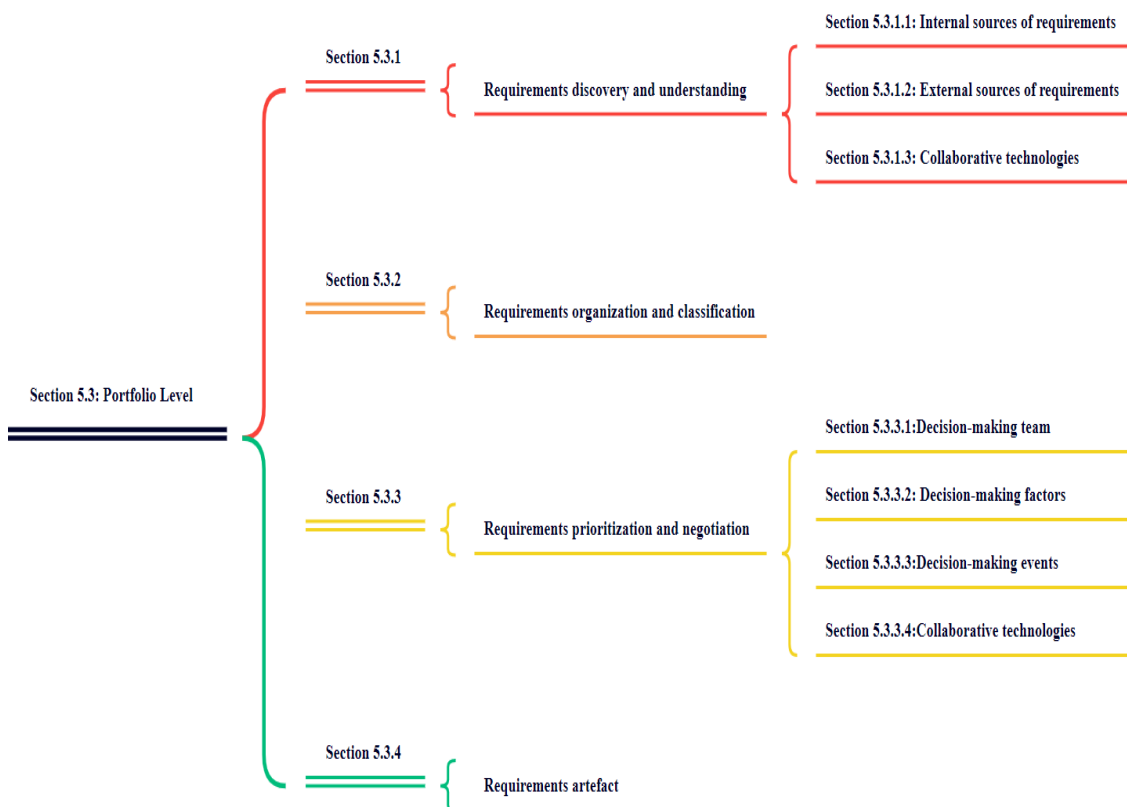 Section 5.3: Portfolio Level
Section 5.3.1
Requirements discovery and understanding
Section 5.3.1.1: Internal sources of requirements
Section 5.3.1.2: External sources of requirements
Section 5.3.1.3: Collaborative technologies
Section 5.3.2
Requirements organization and classification
Section 5.3.3
Requirements prioritization and negotiation
Section 5.3.3.1:Decision-making team
Section 5.3.3.2: Decision-making factors
Section 5.3.3.3:Decision-making events
Section 5.3.3.4:Collaborative technologies
Section 5.3.4
Requirements artefact